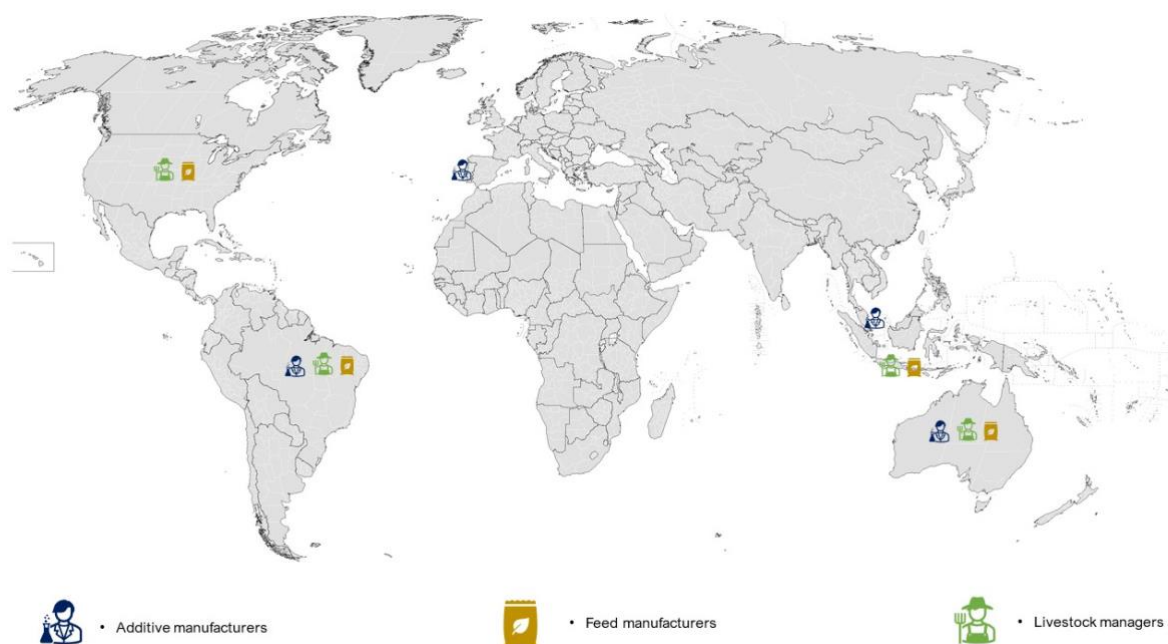 • Additive manufacturers
• Feed manufacturers
• Livestock managers